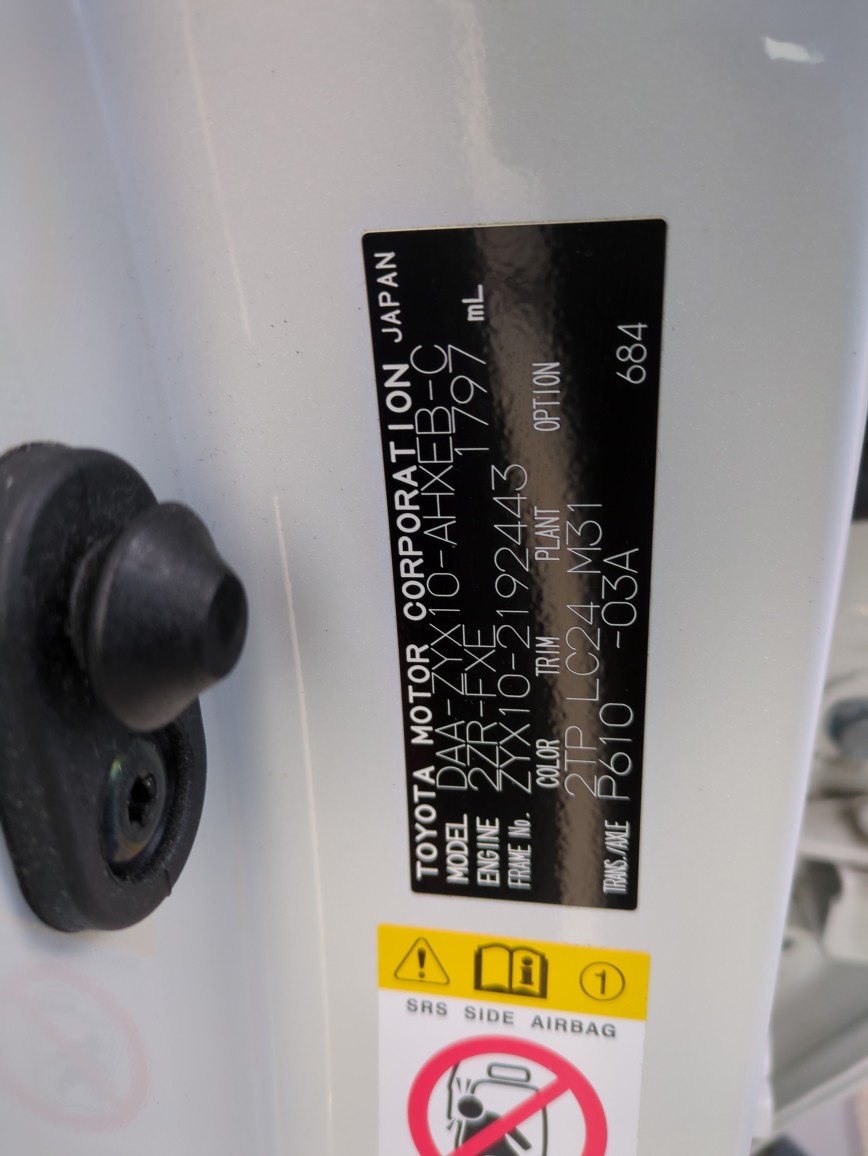 TOYOTA MOTOR CORPORATION JAPAN
MODEL DAA-ZYX10-AHXEB-C
ENGINE 2ZR-FXE 1797 mL
FRAME No. ZYX10-2192443
COLOR TRIM PLANT OPTION
2TP LC24 M31
TRANS./AXLE P610 -03A 684
1
SRS SIDE AIRBAG